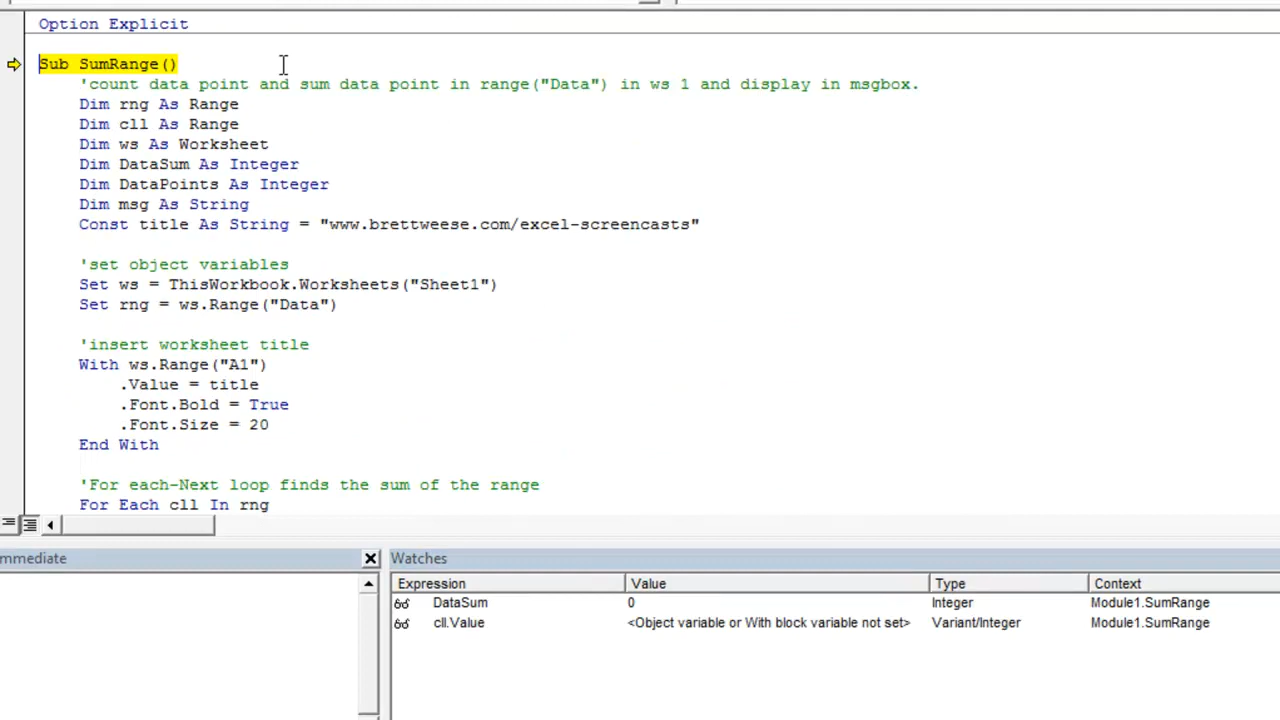 Option Explicit
Sub SumRange()
'count data point and sum data point in range("Data") in ws 1 and display in msgbox.
Dim rng As Range
Dim cll As Range
Dim ws As Worksheet
Dim DataSum As Integer
Dim DataPoints As Integer
Dim msg As String
Const title As String = "www.brettweese.com/excel-screencasts"
'set object variables
Set ws = ThisWorkbook.Worksheets("Sheet1")
Set rng = ws.Range("Data")
'insert worksheet title
With ws.Range("A1")
.Value = title
.Font.Bold = True
.Font.Size = 20
End With
'For each-Next loop finds the sum of the range
For Each cll In rng
mmediate
Watches
Expression Value Type Context
DataSum 0 Integer Module1.SumRange
cll.Value <Object variable or With block variable not set> Variant/Integer Module1.SumRange